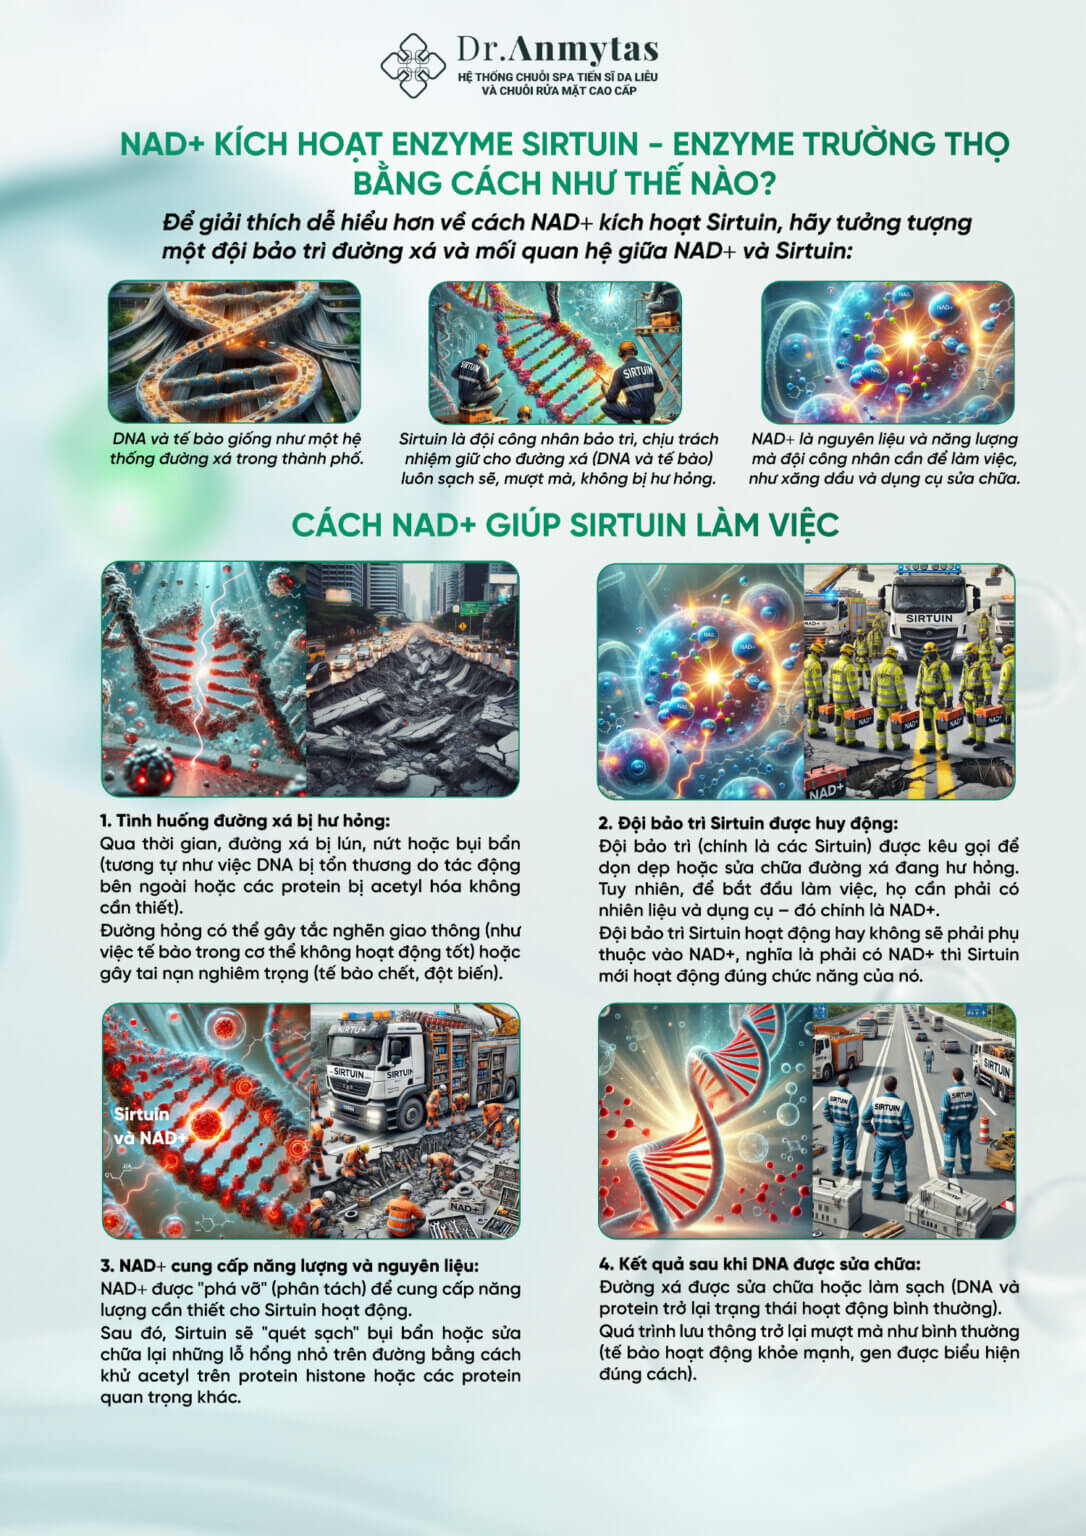 Dr.Anmytas
HỆ THỐNG CHUỖI SPA TIẾN SĨ DA LIỄU
VÀ CHUỖI RỬA MẶT CAO CẤP
NAD+ KÍCH HOẠT ENZYME SIRTUIN - ENZYME TRƯỜNG THỌ
BẰNG CÁCH NHƯ THẾ NÀO?
Để giải thích dễ hiểu hơn về cách NAD+ kích hoạt Sirtuin, hãy tưởng tượng
một đội bảo trì đường xá và mối quan hệ giữa NAD+ và Sirtuin:
SIRTUIN
SIRTUIN
NAD+
DNA và tế bào giống như một hệ
thống đường xá trong thành phố.
Sirtuin là đội công nhân bảo trì, chịu trách
nhiệm giữ cho đường xá (DNA và tế bào)
luôn sạch sẽ, mượt mà, không bị hư hỏng.
NAD+ là nguyên liệu và năng lượng
mà đội công nhân cần để làm việc,
như xăng dầu và dụng cụ sửa chữa.
CÁCH NAD+ GIÚP SIRTUIN LÀM VIỆC
NAD+
NAD+
SIRTUIN
NAD+
NAD+
NAD+
NAD+
1. Tình huống đường xá bị hư hỏng:
Qua thời gian, đường xá bị lún, nứt hoặc bụi bẩn
(tương tự như việc DNA bị tổn thương do tác động
bên ngoài hoặc các protein bị acetyl hóa không
cần thiết).
Đường hỏng có thể gây tắc nghẽn giao thông (như
việc tế bào trong cơ thể không hoạt động tốt) hoặc
gây tai nạn nghiêm trọng (tế bào chết, đột biến).
2. Đội bảo trì Sirtuin được huy động:
Đội bảo trì (chính là các Sirtuin) được kêu gọi để
dọn dẹp hoặc sửa chữa đường xá đang hư hỏng.
Tuy nhiên, để bắt đầu làm việc, họ cần phải có
nhiên liệu và dụng cụ – đó chính là NAD+.
Đội bảo trì Sirtuin hoạt động hay không sẽ phải phụ
thuộc vào NAD+, nghĩa là phải có NAD+ thì Sirtuin
mới hoạt động đúng chức năng của nó.
Sirtuin
và NAD+
SIRTU+
SIRTUIN
SIRTUIN
NAD+
SIRTUIN
SIRTUIN
SIRTUIN
SIRTUIN
3. NAD+ cung cấp năng lượng và nguyên liệu:
NAD+ được "phá vỡ" (phân tách) để cung cấp năng
lượng cần thiết cho Sirtuin hoạt động.
Sau đó, Sirtuin sẽ "quét sạch" bụi bẩn hoặc sửa
chữa lại những lỗ hổng nhỏ trên đường bằng cách
khử acetyl trên protein histone hoặc các protein
quan trọng khác.
4. Kết quả sau khi DNA được sửa chữa:
Đường xá được sửa chữa hoặc làm sạch (DNA và
protein trở lại trạng thái hoạt động bình thường).
Quá trình lưu thông trở lại mượt mà như bình thường
(tế bào hoạt động khỏe mạnh, gen được biểu hiện
đúng cách).